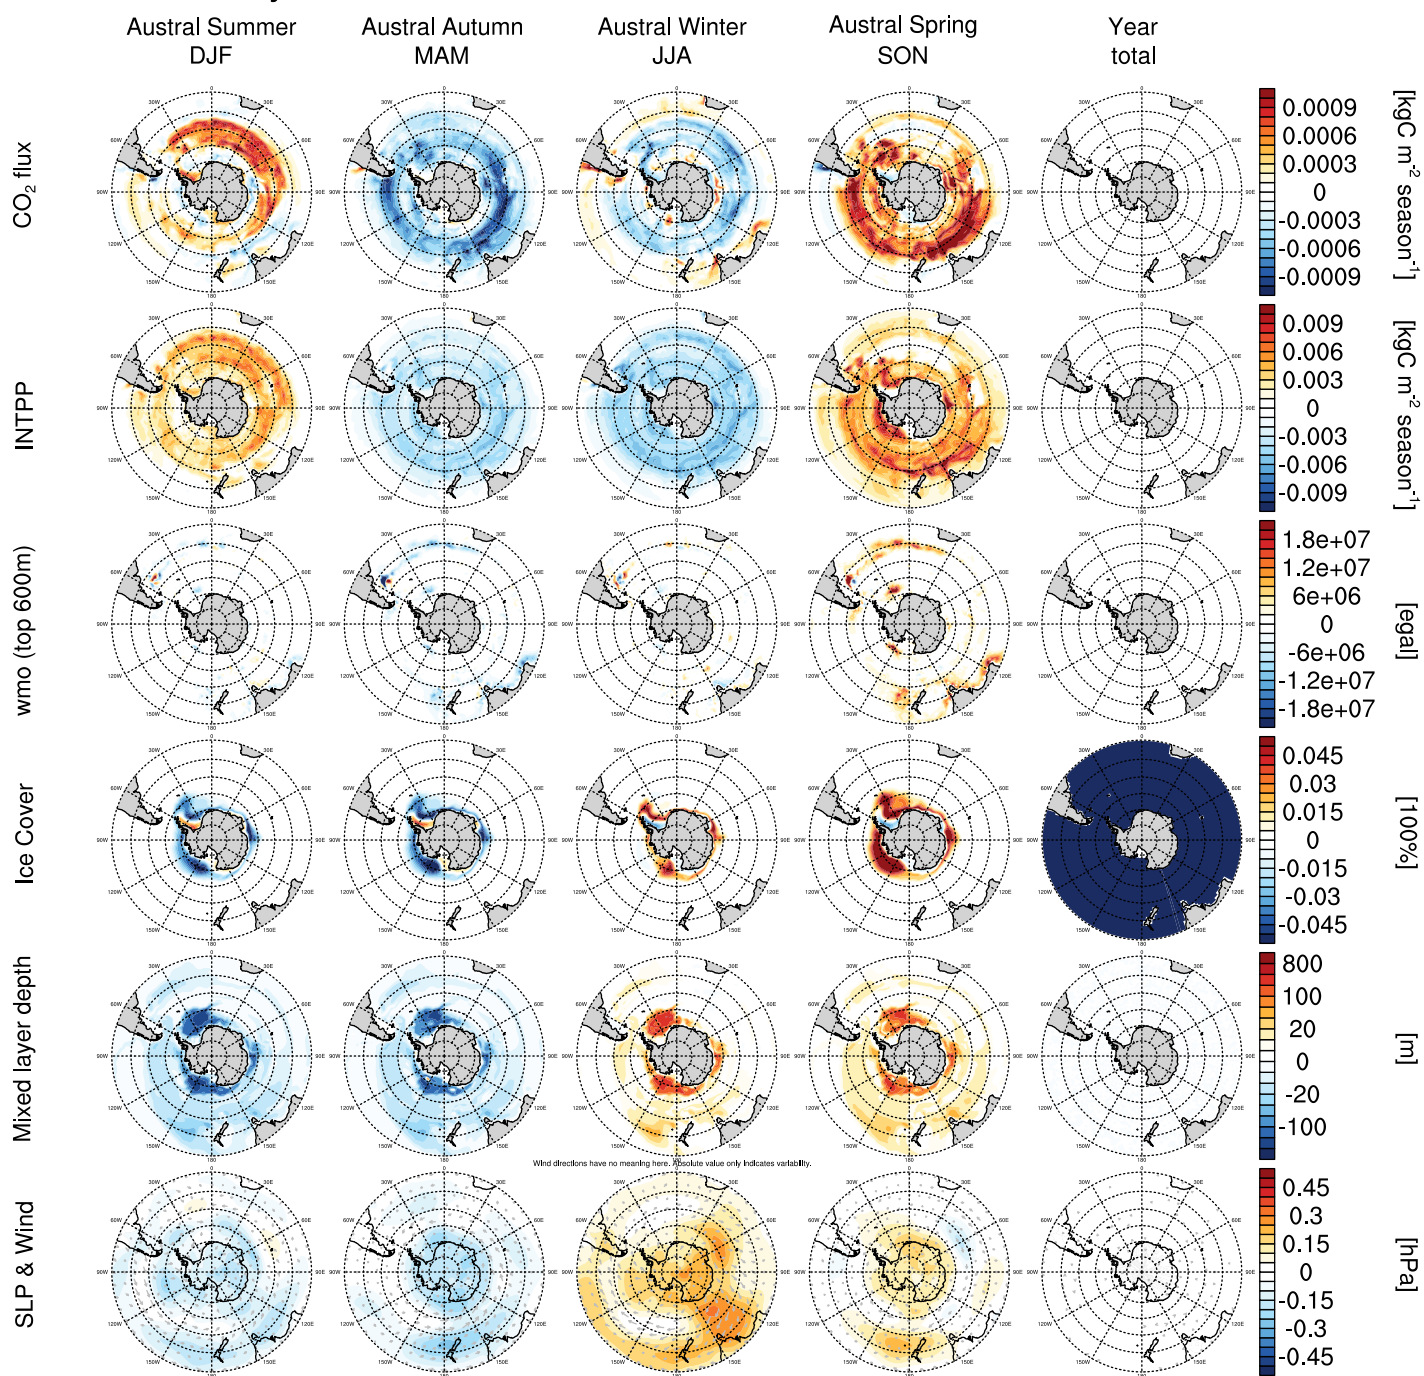 Austral Summer
DJF
Austral Autumn
MAM
Austral Winter
JJA
Austral Spring
SON
Year
total
CO₂ flux
0.0009
0.0006
0.0003
0
-0.0003
-0.0006
-0.0009
[kgC m⁻² season⁻¹]
INTPP
0.009
0.006
0.003
0
-0.003
-0.006
-0.009
[kgC m⁻² season⁻¹]
wmo (top 600m)
1.8e+07
1.2e+07
6e+06
0
-6e+06
-1.2e+07
-1.8e+07
[egal]
Ice Cover
0.045
0.03
0.015
0
-0.015
-0.03
-0.045
[100%]
Mixed layer depth
800
100
20
0
-20
-100
[m]
Wind directions have no meaning here. Absolute value only indicates variability.
SLP & Wind
0.45
0.3
0.15
0
-0.15
-0.3
-0.45
[hPa]